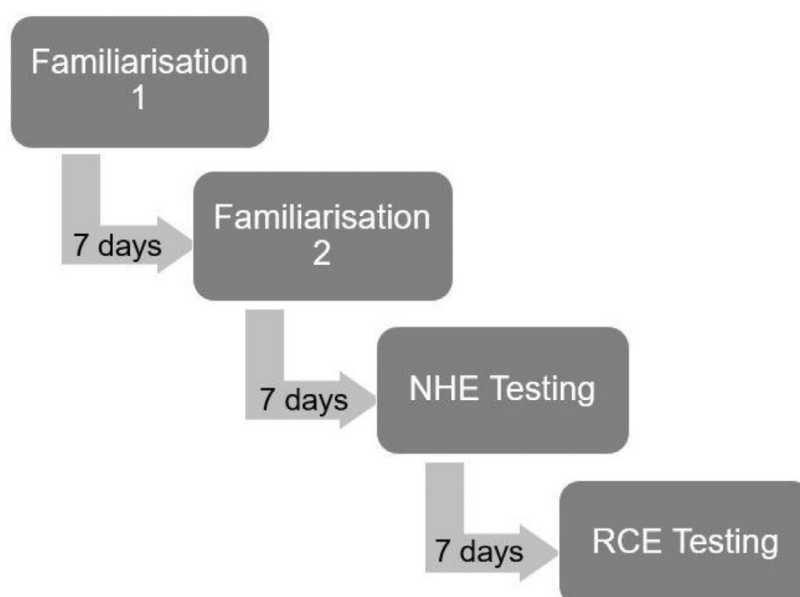 Familiarisation
1
7 days
Familiarisation
2
7 days
NHE Testing
7 days
RCE Testing